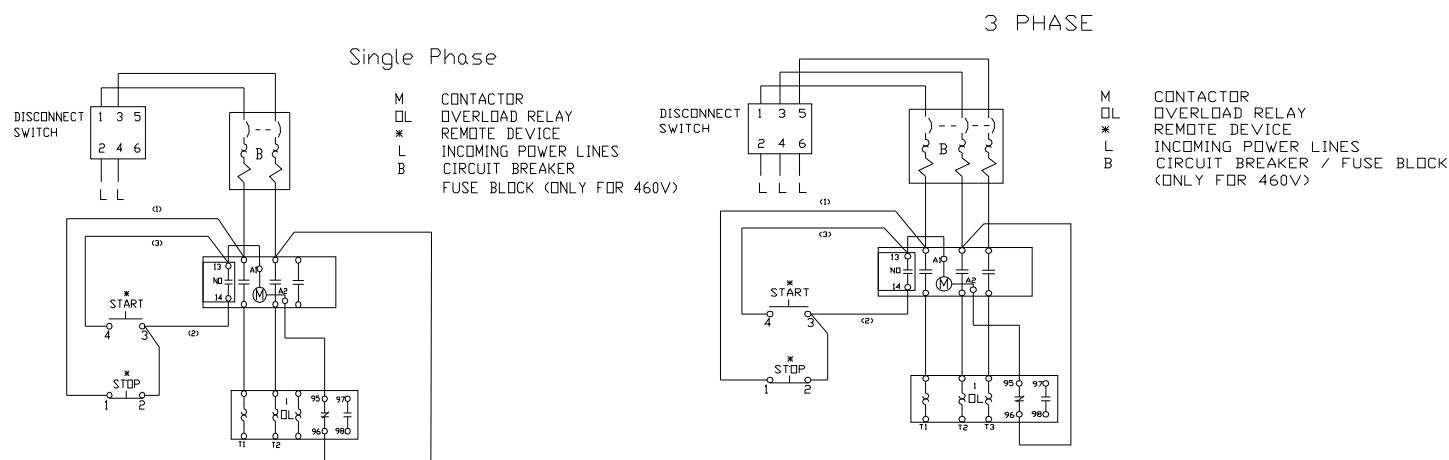 3 PHASE
Single Phase
DISCONNECT
SWITCH
1 3 5
2 4 6
L L
B
M CONTACTOR
OL OVERLOAD RELAY
* REMOTE DEVICE
L INCOMING POWER LINES
B CIRCUIT BREAKER
FUSE BLOCK (ONLY FOR 460V)
(1)
(3)
13
NO
14
A1
M
A2
*
START
4 3
(2)
*
STOP
1 2
1
OL
95 97
96 98
T1 T2
DISCONNECT
SWITCH
1 3 5
2 4 6
L L L
B
M CONTACTOR
OL OVERLOAD RELAY
* REMOTE DEVICE
L INCOMING POWER LINES
B CIRCUIT BREAKER / FUSE BLOCK
(ONLY FOR 460V)
(1)
(3)
13
NO
14
A1
M
A2
*
START
4 3
(2)
*
STOP
1 2
1
OL
95 97
96 98
T1 T2 T3